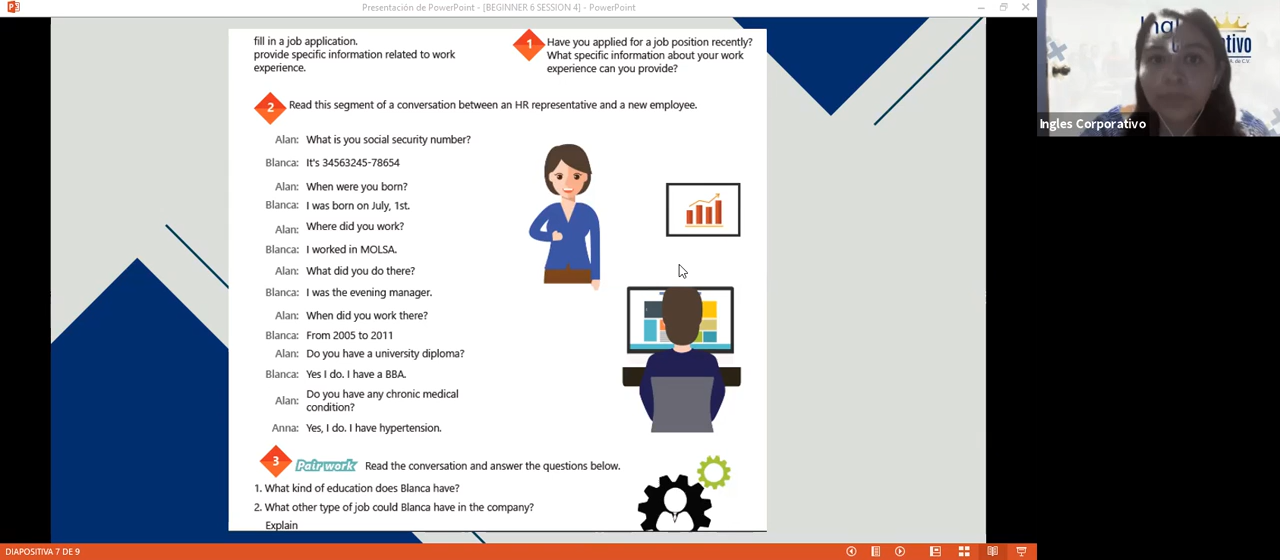 Presentación de PowerPoint - [BEGINNER 6 SESSION 4] - PowerPoint
fill in a job application.
provide specific information related to work
experience.
1
Have you applied for a job position recently?
What specific information about your work
experience can you provide?
2
Read this segment of a conversation between an HR representative and a new employee.
Alan: What is you social security number?
Blanca: It's 34563245-78654
Alan: When were you born?
Blanca: I was born on July, 1st.
Alan: Where did you work?
Blanca: I worked in MOLSA.
Alan: What did you do there?
Blanca: I was the evening manager.
Alan: When did you work there?
Blanca: From 2005 to 2011
Alan: Do you have a university diploma?
Blanca: Yes I do. I have a BBA.
Alan: Do you have any chronic medical
condition?
Anna: Yes, I do. I have hypertension.
3
Pair work Read the conversation and answer the questions below.
1. What kind of education does Blanca have?
2. What other type of job could Blanca have in the company?
Explain
Ingles Corporativo
DIAPOSITIVA 7 DE 9